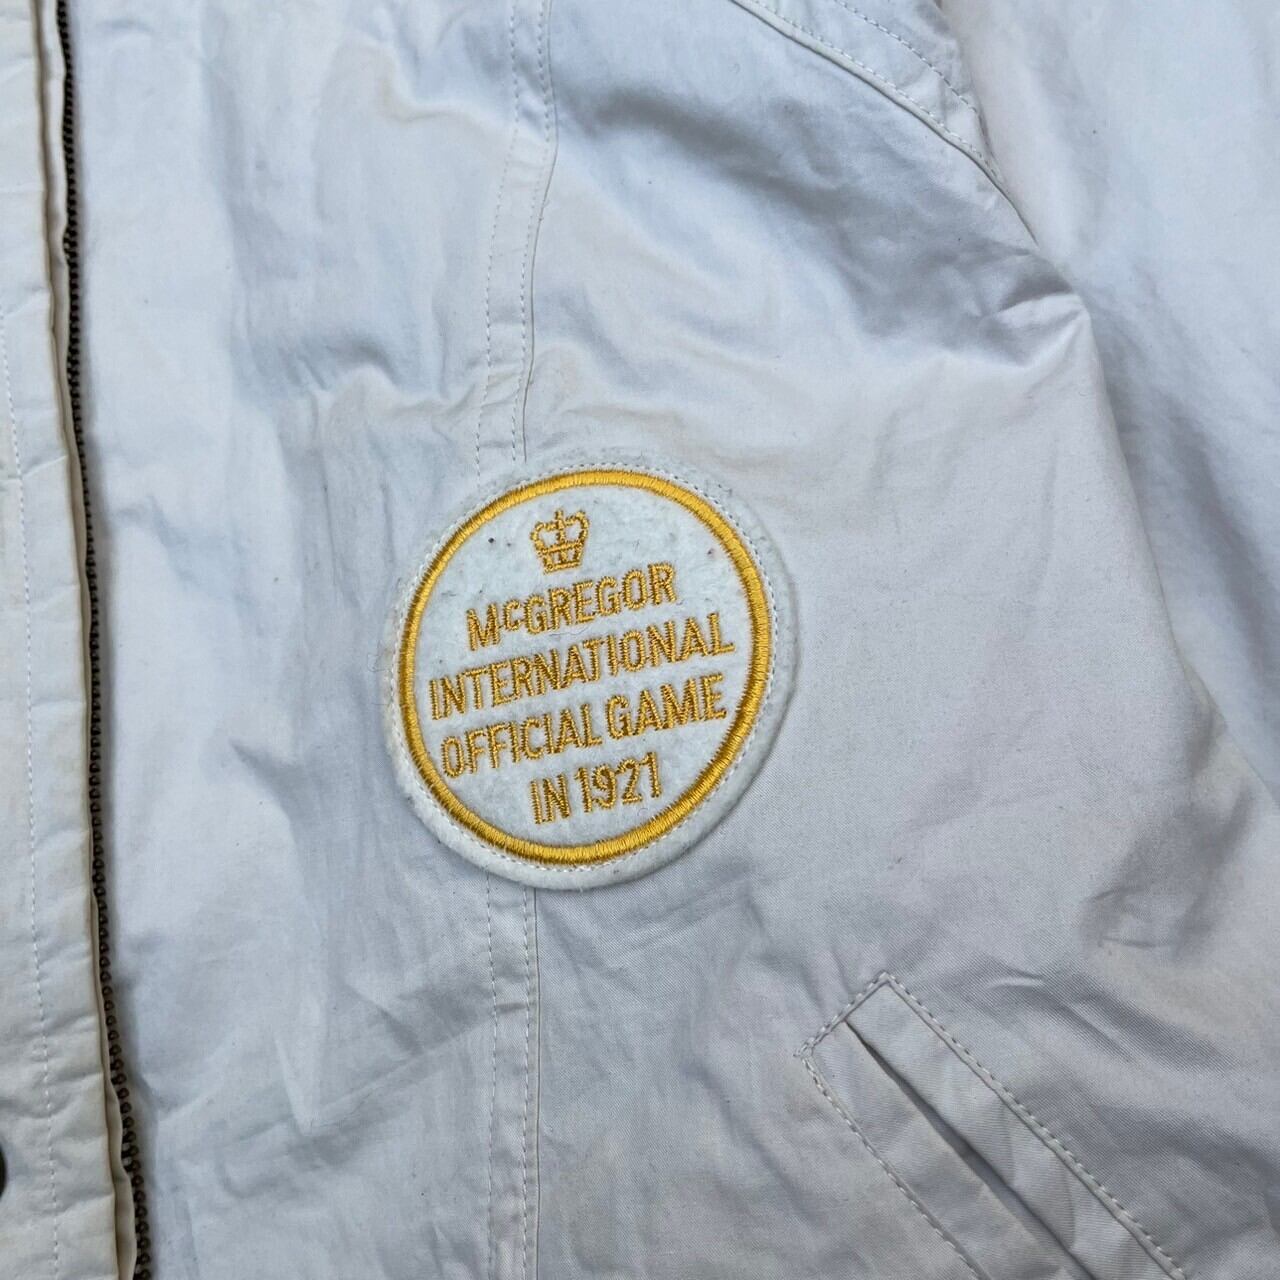 McGREGOR
INTERNATIONAL
OFFICIAL GAME
IN 1921